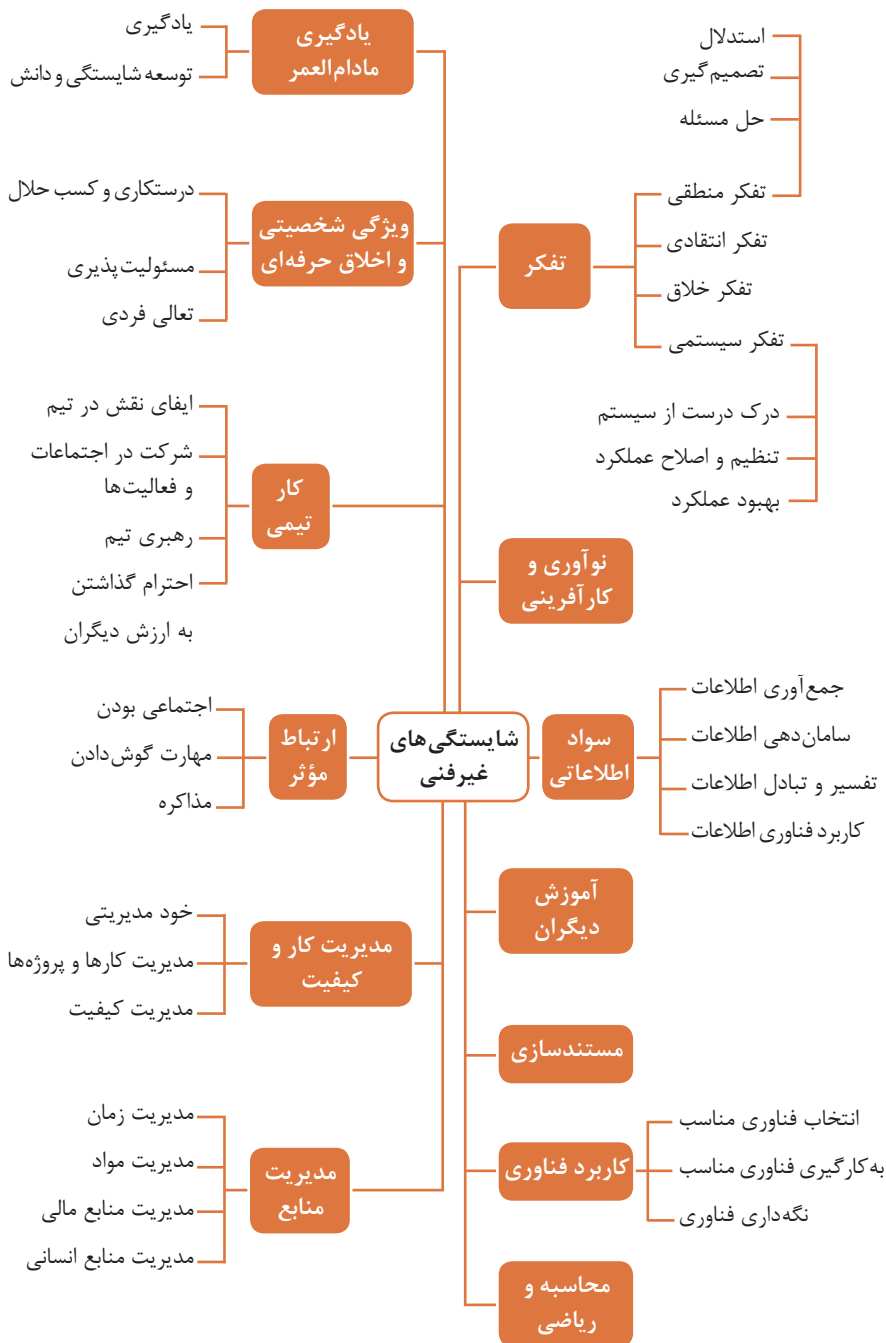 شایستگی‌های
غیرفنی
تفکر
استدلال
تصمیم‌گیری
حل مسئله
تفکر منطقی
تفکر انتقادی
تفکر خلاق
تفکر سیستمی
درک درست از سیستم
تنظیم و اصلاح عملکرد
بهبود عملکرد
نوآوری و
کارآفرینی
سواد
اطلاعاتی
جمع‌آوری اطلاعات
سامان‌دهی اطلاعات
تفسیر و تبادل اطلاعات
کاربرد فناوری اطلاعات
آموزش
دیگران
مستندسازی
کاربرد فناوری
انتخاب فناوری مناسب
به‌کارگیری فناوری مناسب
نگه‌داری فناوری
محاسبه و
ریاضی
یادگیری
مادام‌العمر
یادگیری
توسعه شایستگی و دانش
ویژگی شخصیتی
و اخلاق حرفه‌ای
درستکاری و کسب حلال
مسئولیت‌پذیری
تعالی فردی
کار
تیمی
ایفای نقش در تیم
شرکت در اجتماعات
و فعالیت‌ها
رهبری تیم
احترام گذاشتن
به ارزش دیگران
ارتباط
مؤثر
اجتماعی بودن
مهارت گوش‌دادن
مذاکره
مدیریت کار و
کیفیت
خود مدیریتی
مدیریت کارها و پروژه‌ها
مدیریت کیفیت
مدیریت
منابع
مدیریت زمان
مدیریت مواد
مدیریت منابع مالی
مدیریت منابع انسانی